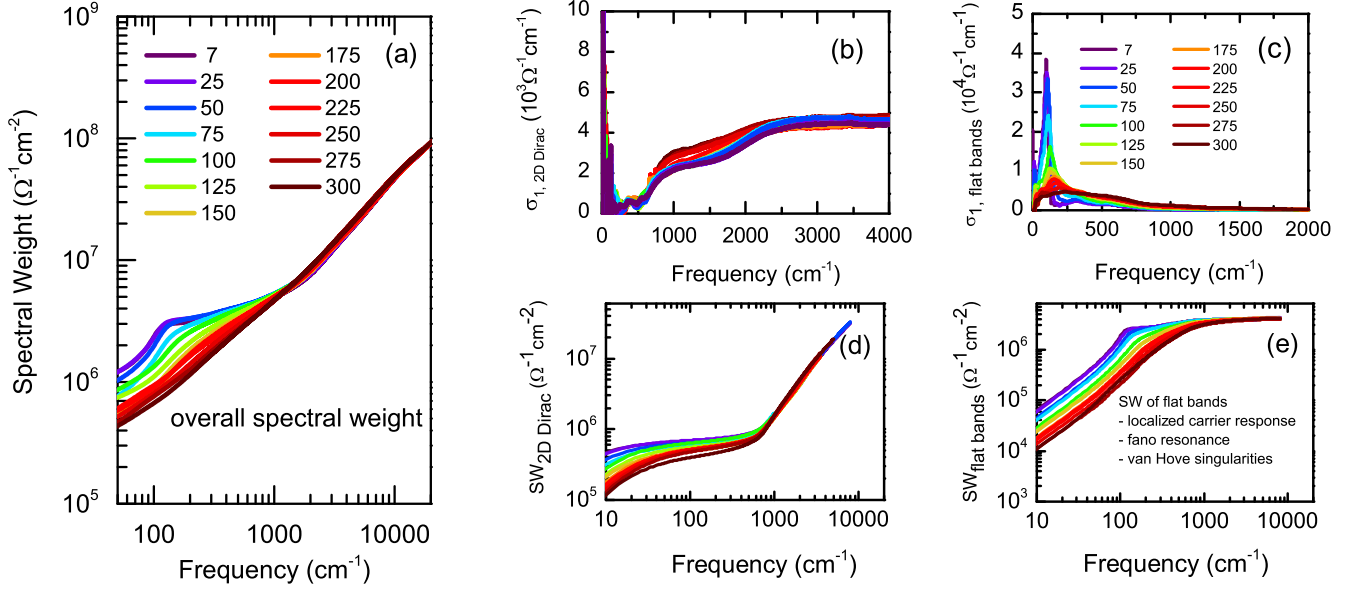 (a)
Spectral Weight (Ω⁻¹cm⁻²)
10⁹
10⁸
10⁷
10⁶
10⁵
7
25
50
75
100
125
150
175
200
225
250
275
300
overall spectral weight
100 1000 10000
Frequency (cm⁻¹)
(b)
σ₁, 2D Dirac (10³Ω⁻¹cm⁻¹)
10
8
6
4
2
0
0 1000 2000 3000 4000
Frequency (cm⁻¹)
(c)
σ₁, flat bands (10⁴Ω⁻¹cm⁻¹)
5
4
3
2
1
0
7
25
50
75
100
125
150
175
200
225
250
275
300
0 500 1000 1500 2000
Frequency (cm⁻¹)
(d)
SW2D Dirac (Ω⁻¹cm⁻²)
10⁷
10⁶
10⁵
10 100 1000 10000
Frequency (cm⁻¹)
(e)
SWflat bands (Ω⁻¹cm⁻²)
10⁶
10⁵
10⁴
10³
SW of flat bands
- localized carrier response
- fano resonance
- van Hove singularities
10 100 1000 10000
Frequency (cm⁻¹)